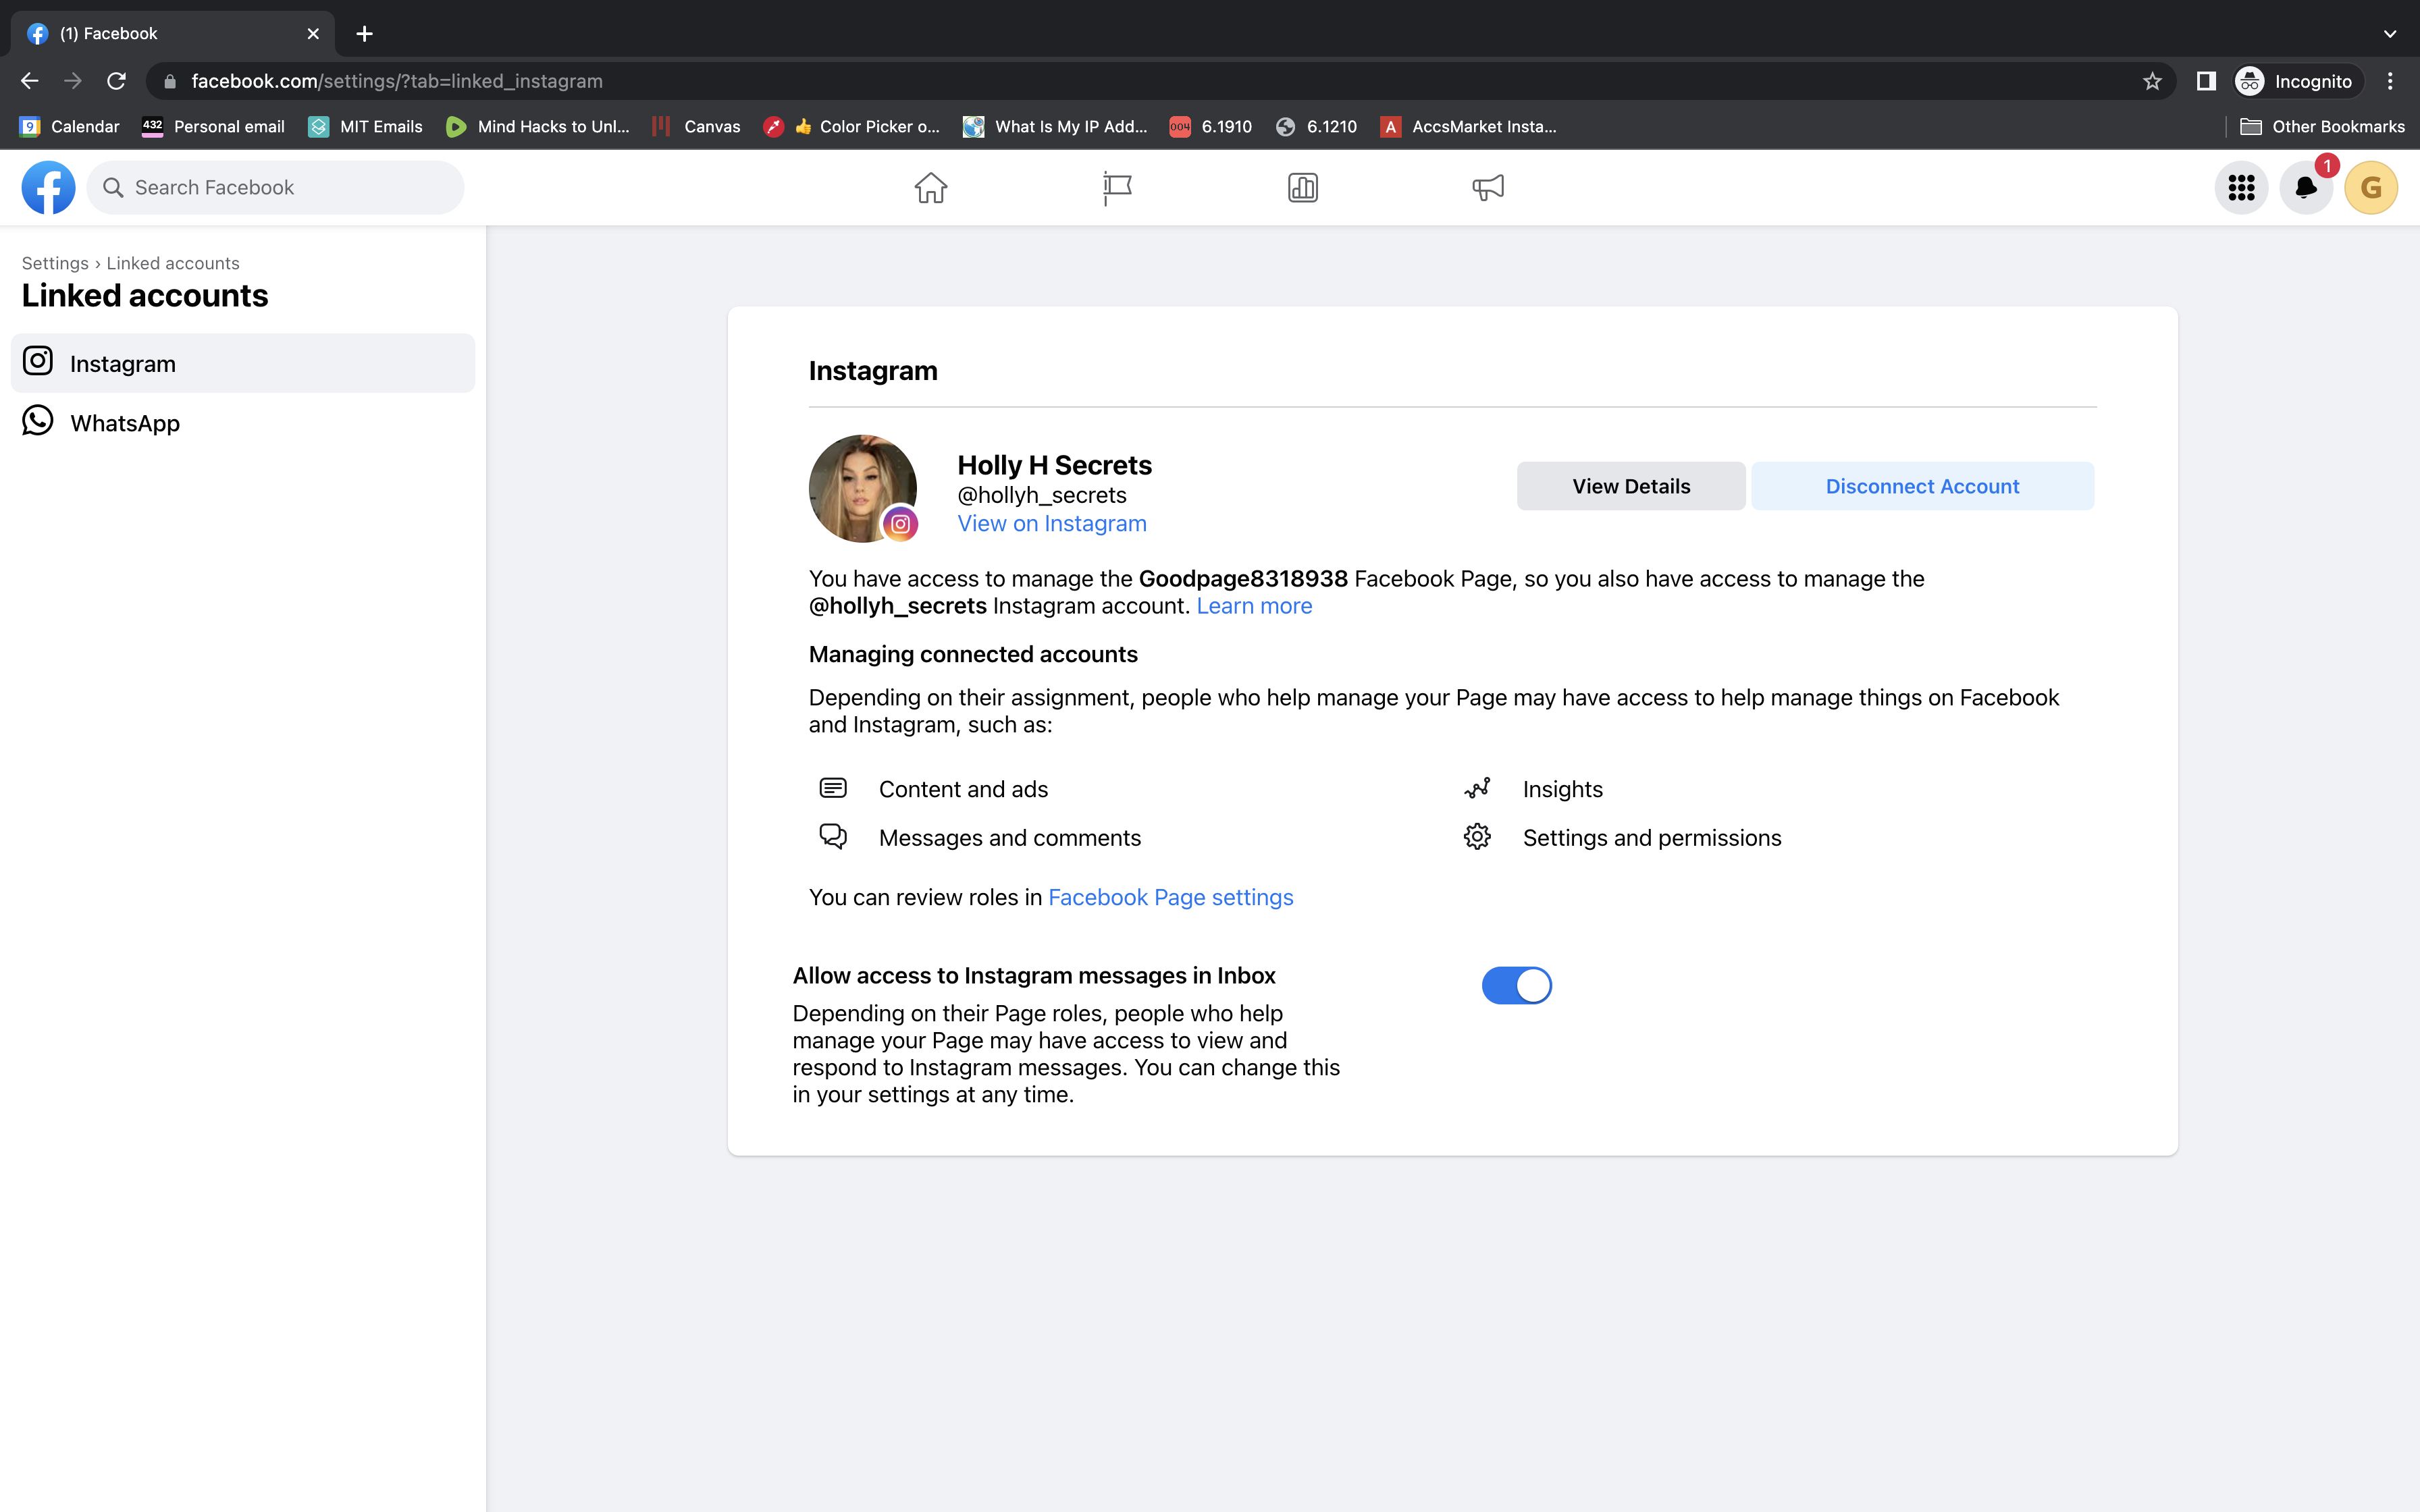 (1) Facebook
facebook.com/settings/?tab=linked_instagram
Incognito
9 Calendar
432 Personal email
MIT Emails
Mind Hacks to Unl...
Canvas
👍 Color Picker o...
What Is My IP Add...
004 6.1910
6.1210
A AccsMarket Insta...
Other Bookmarks
Search Facebook
1
G
Settings › Linked accounts
Linked accounts
Instagram
WhatsApp
Instagram
Holly H Secrets
@hollyh_secrets
View on Instagram
View Details
Disconnect Account
You have access to manage the Goodpage8318938 Facebook Page, so you also have access to manage the
@hollyh_secrets Instagram account. Learn more
Managing connected accounts
Depending on their assignment, people who help manage your Page may have access to help manage things on Facebook
and Instagram, such as:
Content and ads
Insights
Messages and comments
Settings and permissions
You can review roles in Facebook Page settings
Allow access to Instagram messages in Inbox
Depending on their Page roles, people who help
manage your Page may have access to view and
respond to Instagram messages. You can change this
in your settings at any time.